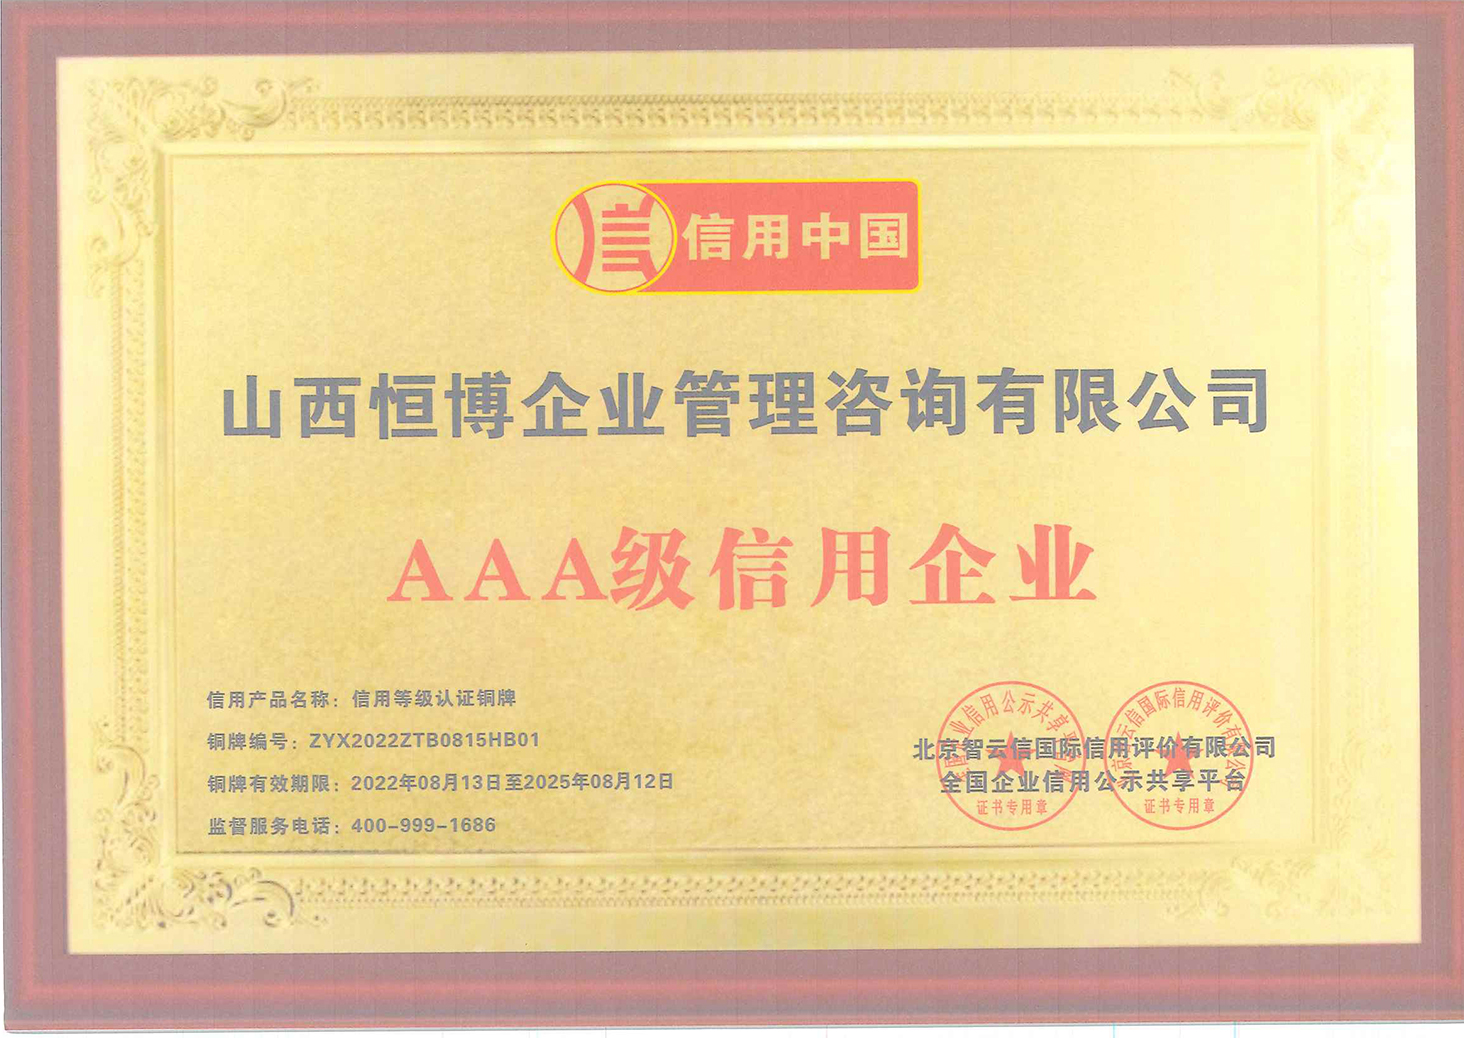 信用中国
山西恒博企业管理咨询有限公司
AAA级信用企业
信用产品名称：信用等级认证铜牌
铜牌编号：ZYX2022ZTB0815HB01
铜牌有效期限：2022年08月13日至2025年08月12日
监督服务电话：400-999-1686
北京智云信国际信用评价有限公司
全国企业信用公示共享平台
证书专用章
证书专用章